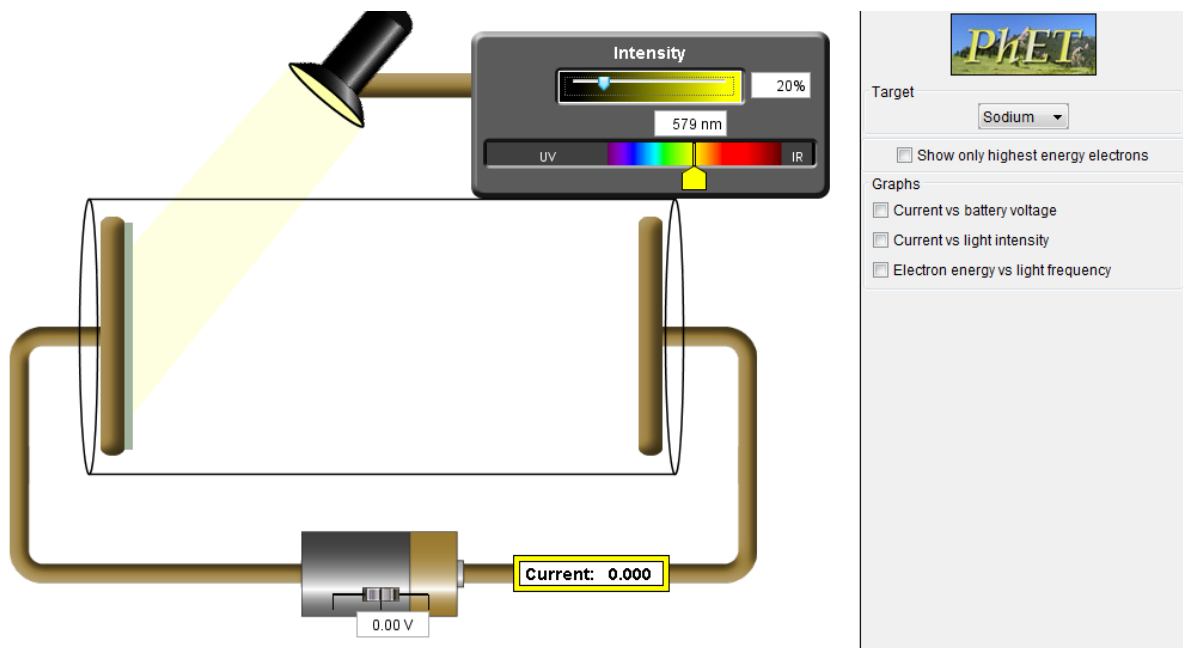 Intensity
20%
579 nm
UV
IR
Current: 0.000
0.00 V
PhET
Target
Sodium
Show only highest energy electrons
Graphs
Current vs battery voltage
Current vs light intensity
Electron energy vs light frequency